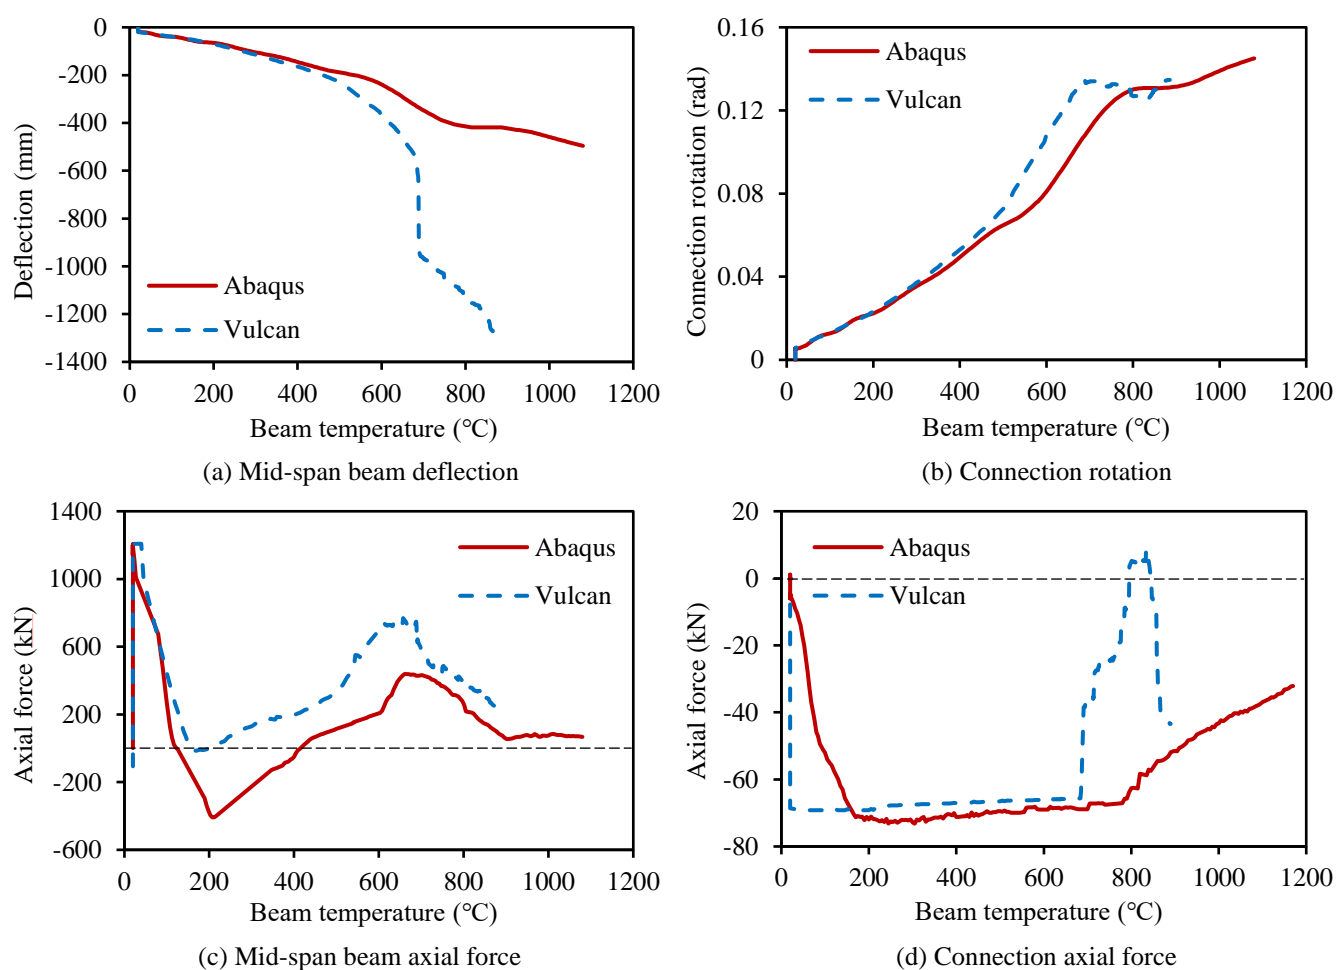 0
-200
-400
-600
-800
-1000
-1200
-1400
Deflection (mm)
Abaqus
Vulcan
0 200 400 600 800 1000 1200
Beam temperature (℃)
(a) Mid-span beam deflection
0.16
0.12
0.08
0.04
0
Connection rotation (rad)
Abaqus
Vulcan
0 200 400 600 800 1000 1200
Beam temperature (℃)
(b) Connection rotation
1400
1000
600
200
-200
-600
Axial force (kN)
Abaqus
Vulcan
0 200 400 600 800 1000 1200
Beam temperature (℃)
(c) Mid-span beam axial force
20
0
-20
-40
-60
-80
Axial force (kN)
Abaqus
Vulcan
0 200 400 600 800 1000 1200
Beam temperature (℃)
(d) Connection axial force